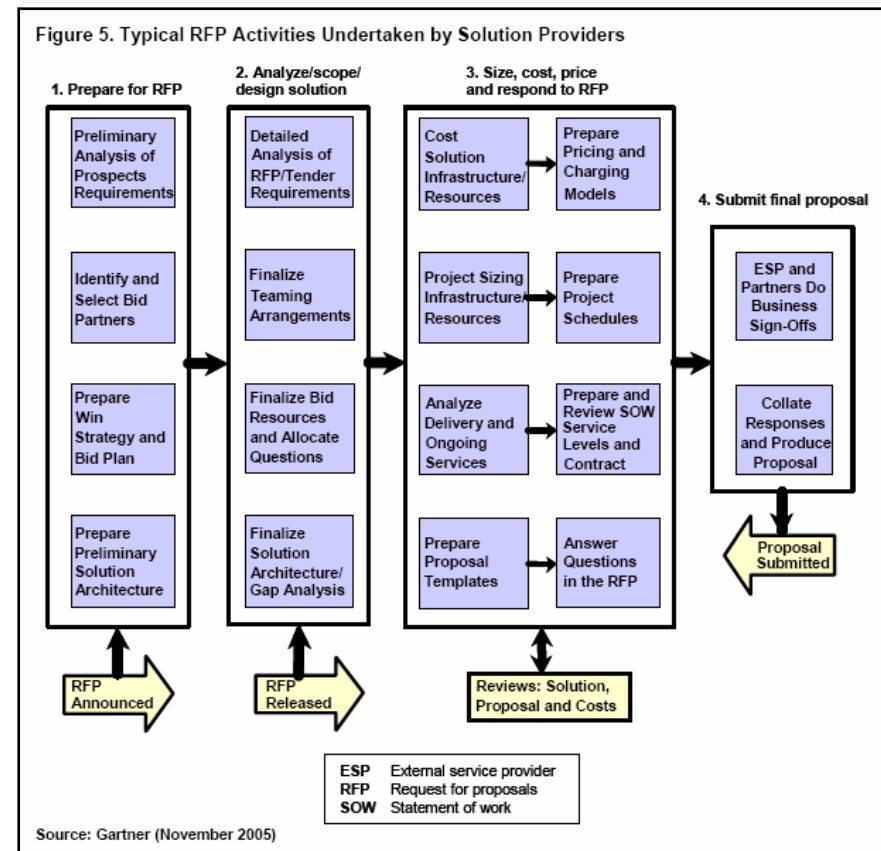 Figure 5. Typical RFP Activities Undertaken by Solution Providers
1. Prepare for RFP
Preliminary
Analysis of
Prospects
Requirements
Identify and
Select Bid
Partners
Prepare
Win
Strategy and
Bid Plan
Prepare
Preliminary
Solution
Architecture
RFP
Announced
2. Analyze/scope/
design solution
Detailed
Analysis of
RFP/Tender
Requirements
Finalize
Teaming
Arrangements
Finalize Bid
Resources
and Allocate
Questions
Finalize
Solution
Architecture/
Gap Analysis
RFP
Released
3. Size, cost, price
and respond to RFP
Cost
Solution
Infrastructure/
Resources
Prepare
Pricing and
Charging
Models
Project Sizing
Infrastructure/
Resources
Prepare
Project
Schedules
Analyze
Delivery and
Ongoing
Services
Prepare and
Review SOW
Service
Levels and
Contract
Prepare
Proposal
Templates
Answer
Questions
in the RFP
Reviews: Solution,
Proposal and Costs
4. Submit final proposal
ESP and
Partners Do
Business
Sign-Offs
Collate
Responses
and Produce
Proposal
Proposal
Submitted
ESP External service provider
RFP Request for proposals
SOW Statement of work
Source: Gartner (November 2005)